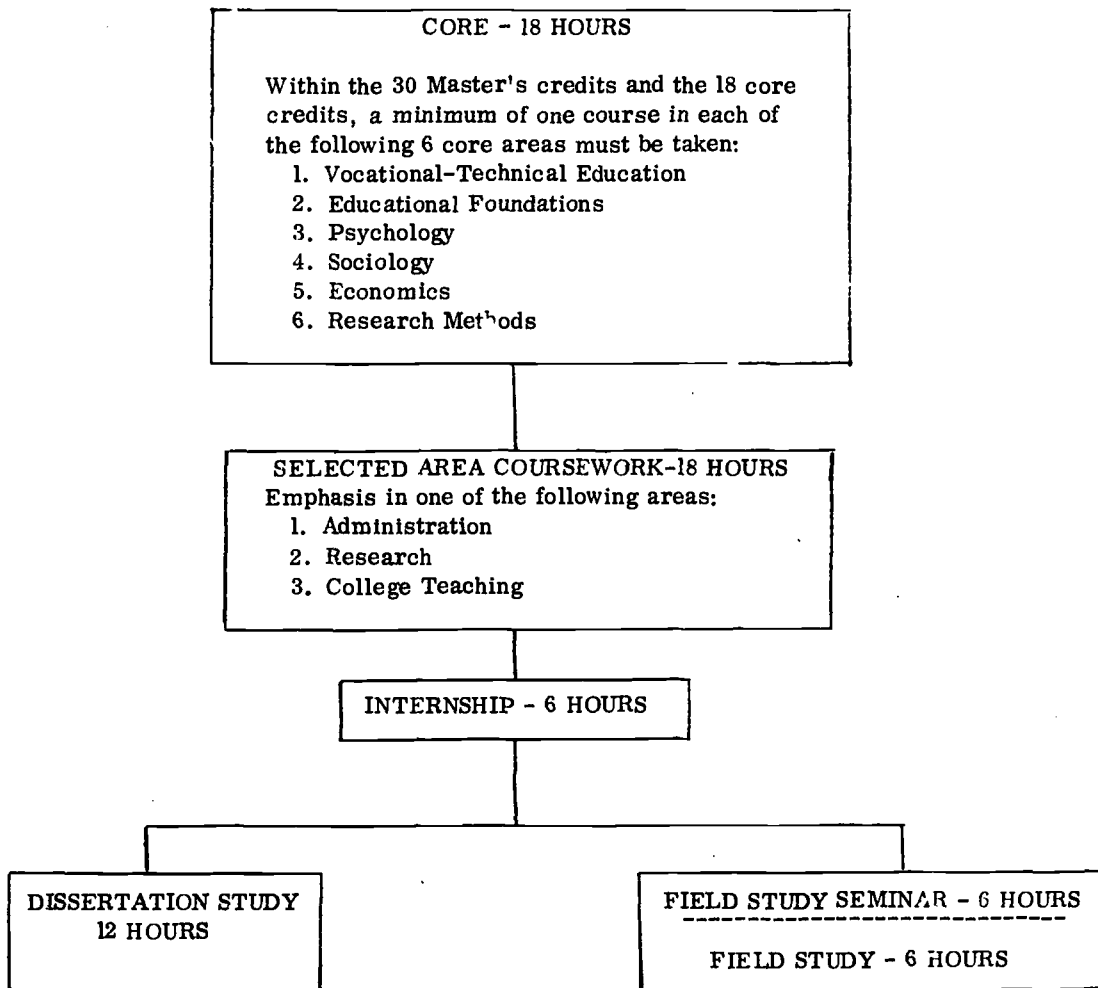 CORE - 18 HOURS
Within the 30 Master's credits and the 18 core
credits, a minimum of one course in each of
the following 6 core areas must be taken:
1. Vocational-Technical Education
2. Educational Foundations
3. Psychology
4. Sociology
5. Economics
6. Research Methods
SELECTED AREA COURSEWORK-18 HOURS
Emphasis in one of the following areas:
1. Administration
2. Research
3. College Teaching
INTERNSHIP - 6 HOURS
DISSERTATION STUDY
12 HOURS
FIELD STUDY SEMINAR - 6 HOURS
FIELD STUDY - 6 HOURS